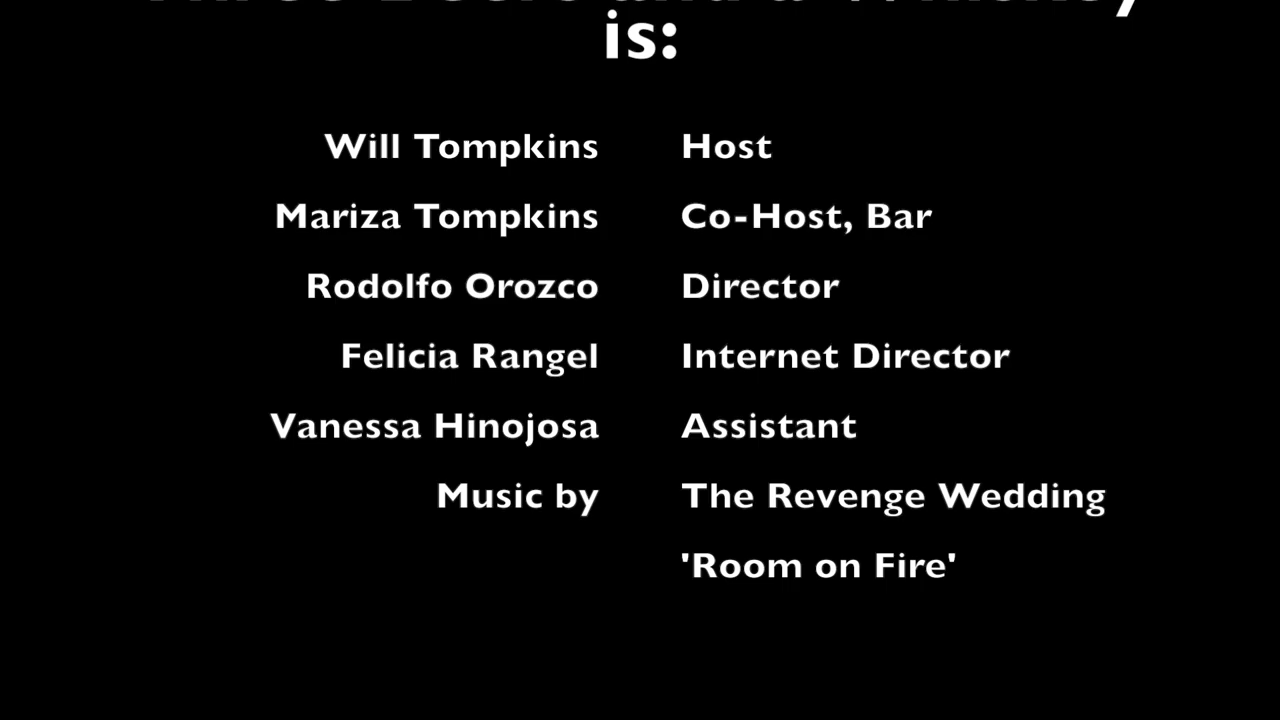 is:
Will Tompkins Host
Mariza Tompkins Co-Host, Bar
Rodolfo Orozco Director
Felicia Rangel Internet Director
Vanessa Hinojosa Assistant
Music by The Revenge Wedding
'Room on Fire'